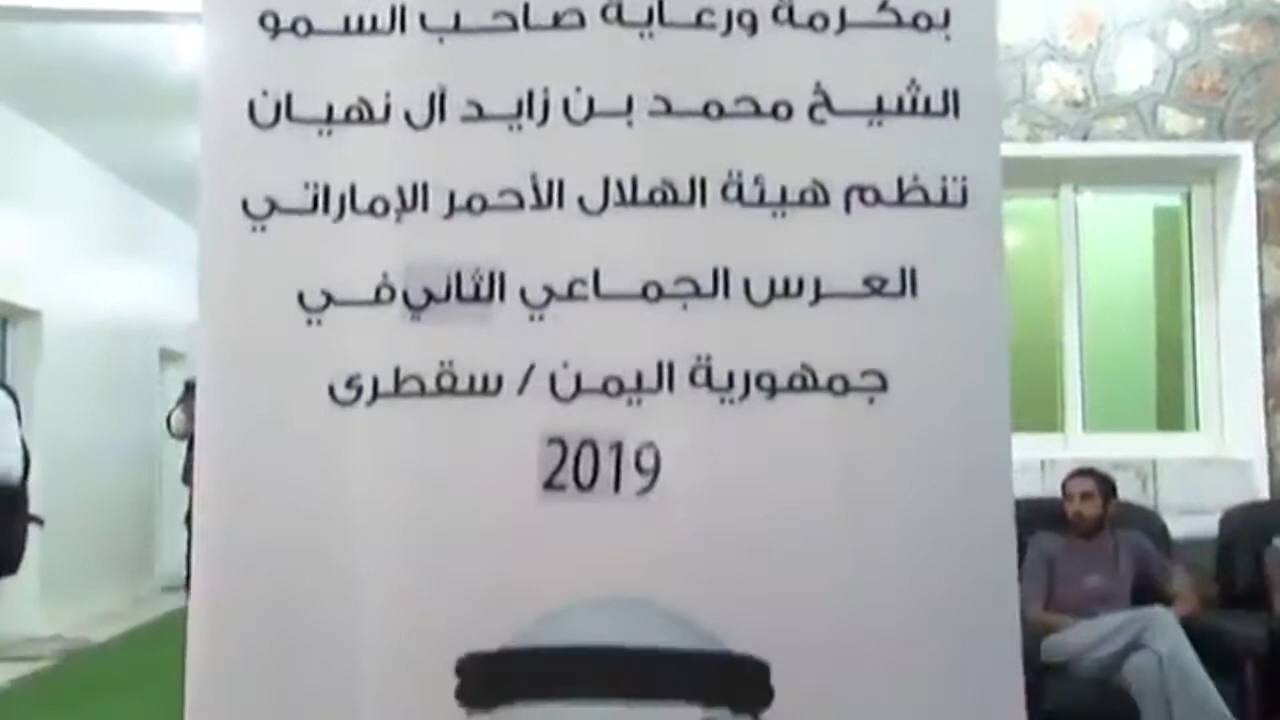 بمكرمة ورعاية صاحب السمو
الشيخ محمد بن زايد آل نهيان
تنظم هيئة الهلال الأحمر الإماراتي
العرس الجماعي الثاني في
جمهورية اليمن / سقطرى
2019